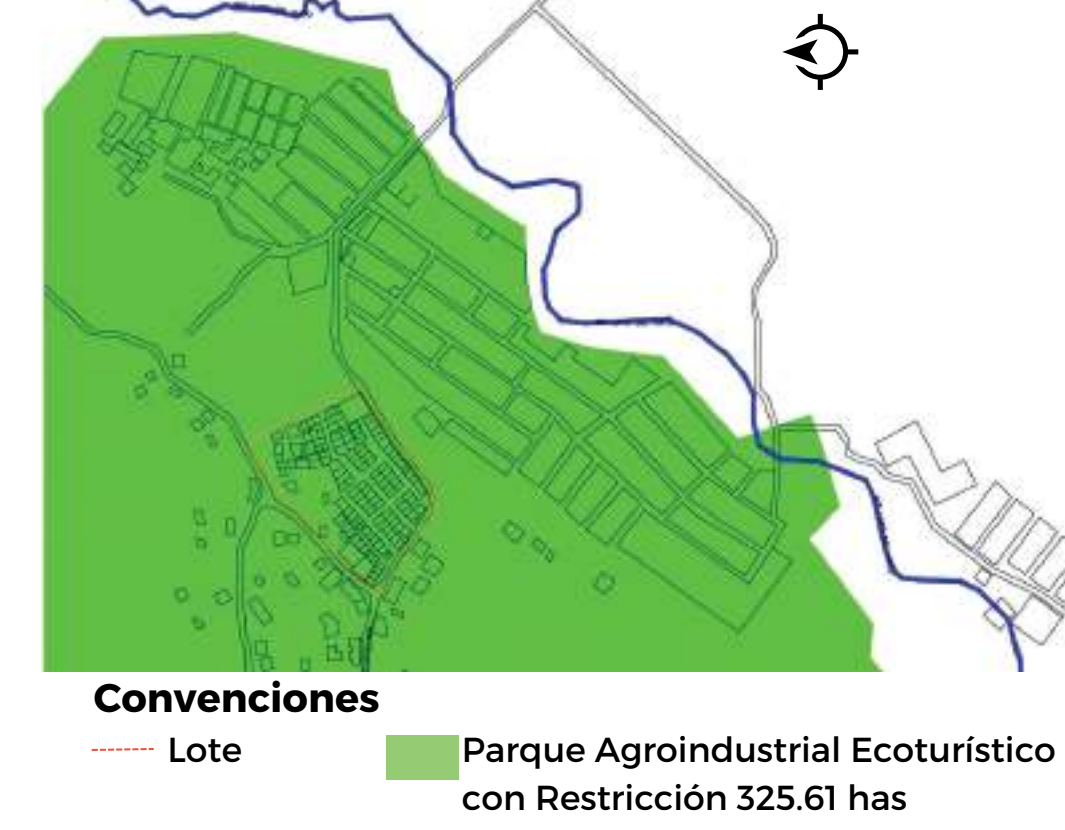 Convenciones
Lote
Parque Agroindustrial Ecoturístico
con Restricción 325.61 has